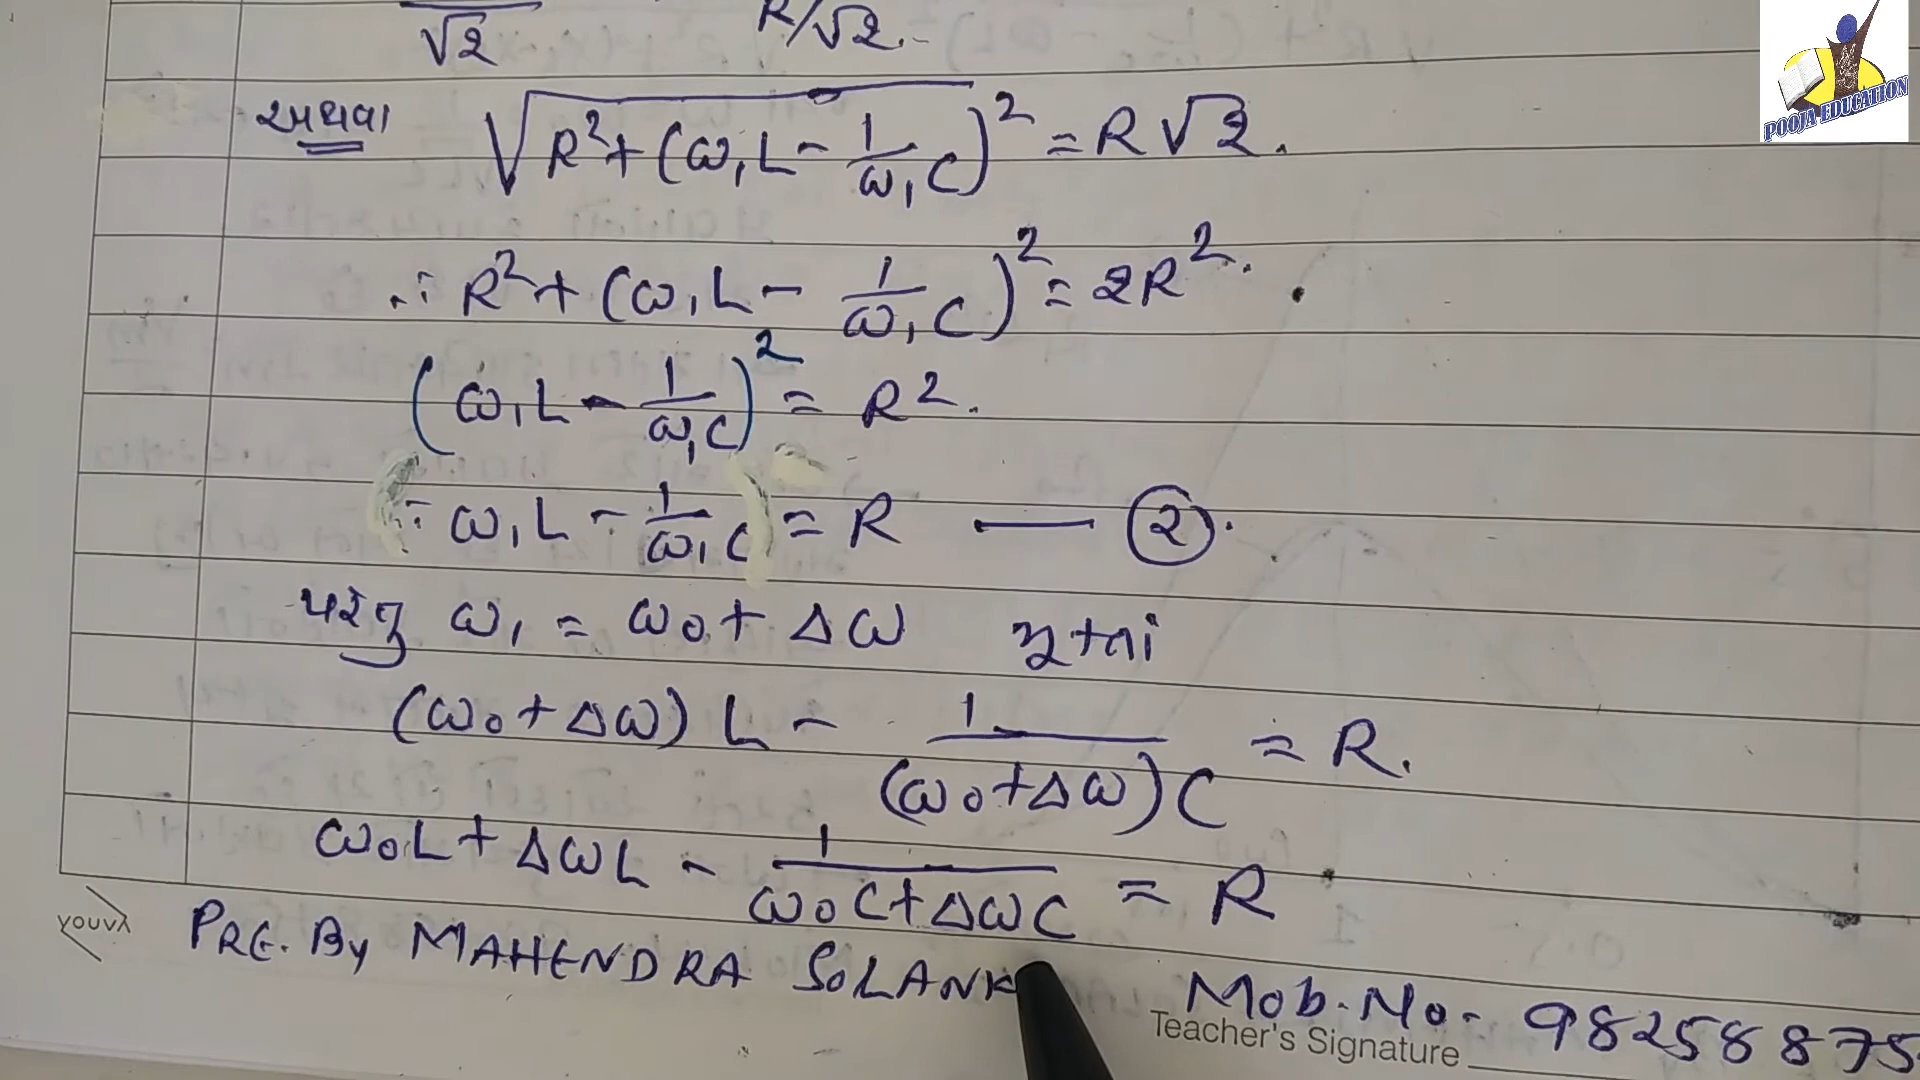 √2 R/√2.
POOJA EDUCATION
અથવા √R²+(ω₁L-1/ω₁C)² = R√2.
∴ R²+(ω₁L-1/ω₁C)² = 2R².
(ω₁L-1/ω₁C)² = R².
∴ ω₁L-1/ω₁C = R — ②.
પરંતુ ω₁ = ω₀+Δω મૂકતાં
(ω₀+Δω)L - 1/(ω₀+Δω)C = R.
ω₀L+ΔωL - 1/ω₀C+ΔωC = R
youvλ PRE. By MAHENDRA SOLANK Mob. No. - 98258875
Teacher's Signature